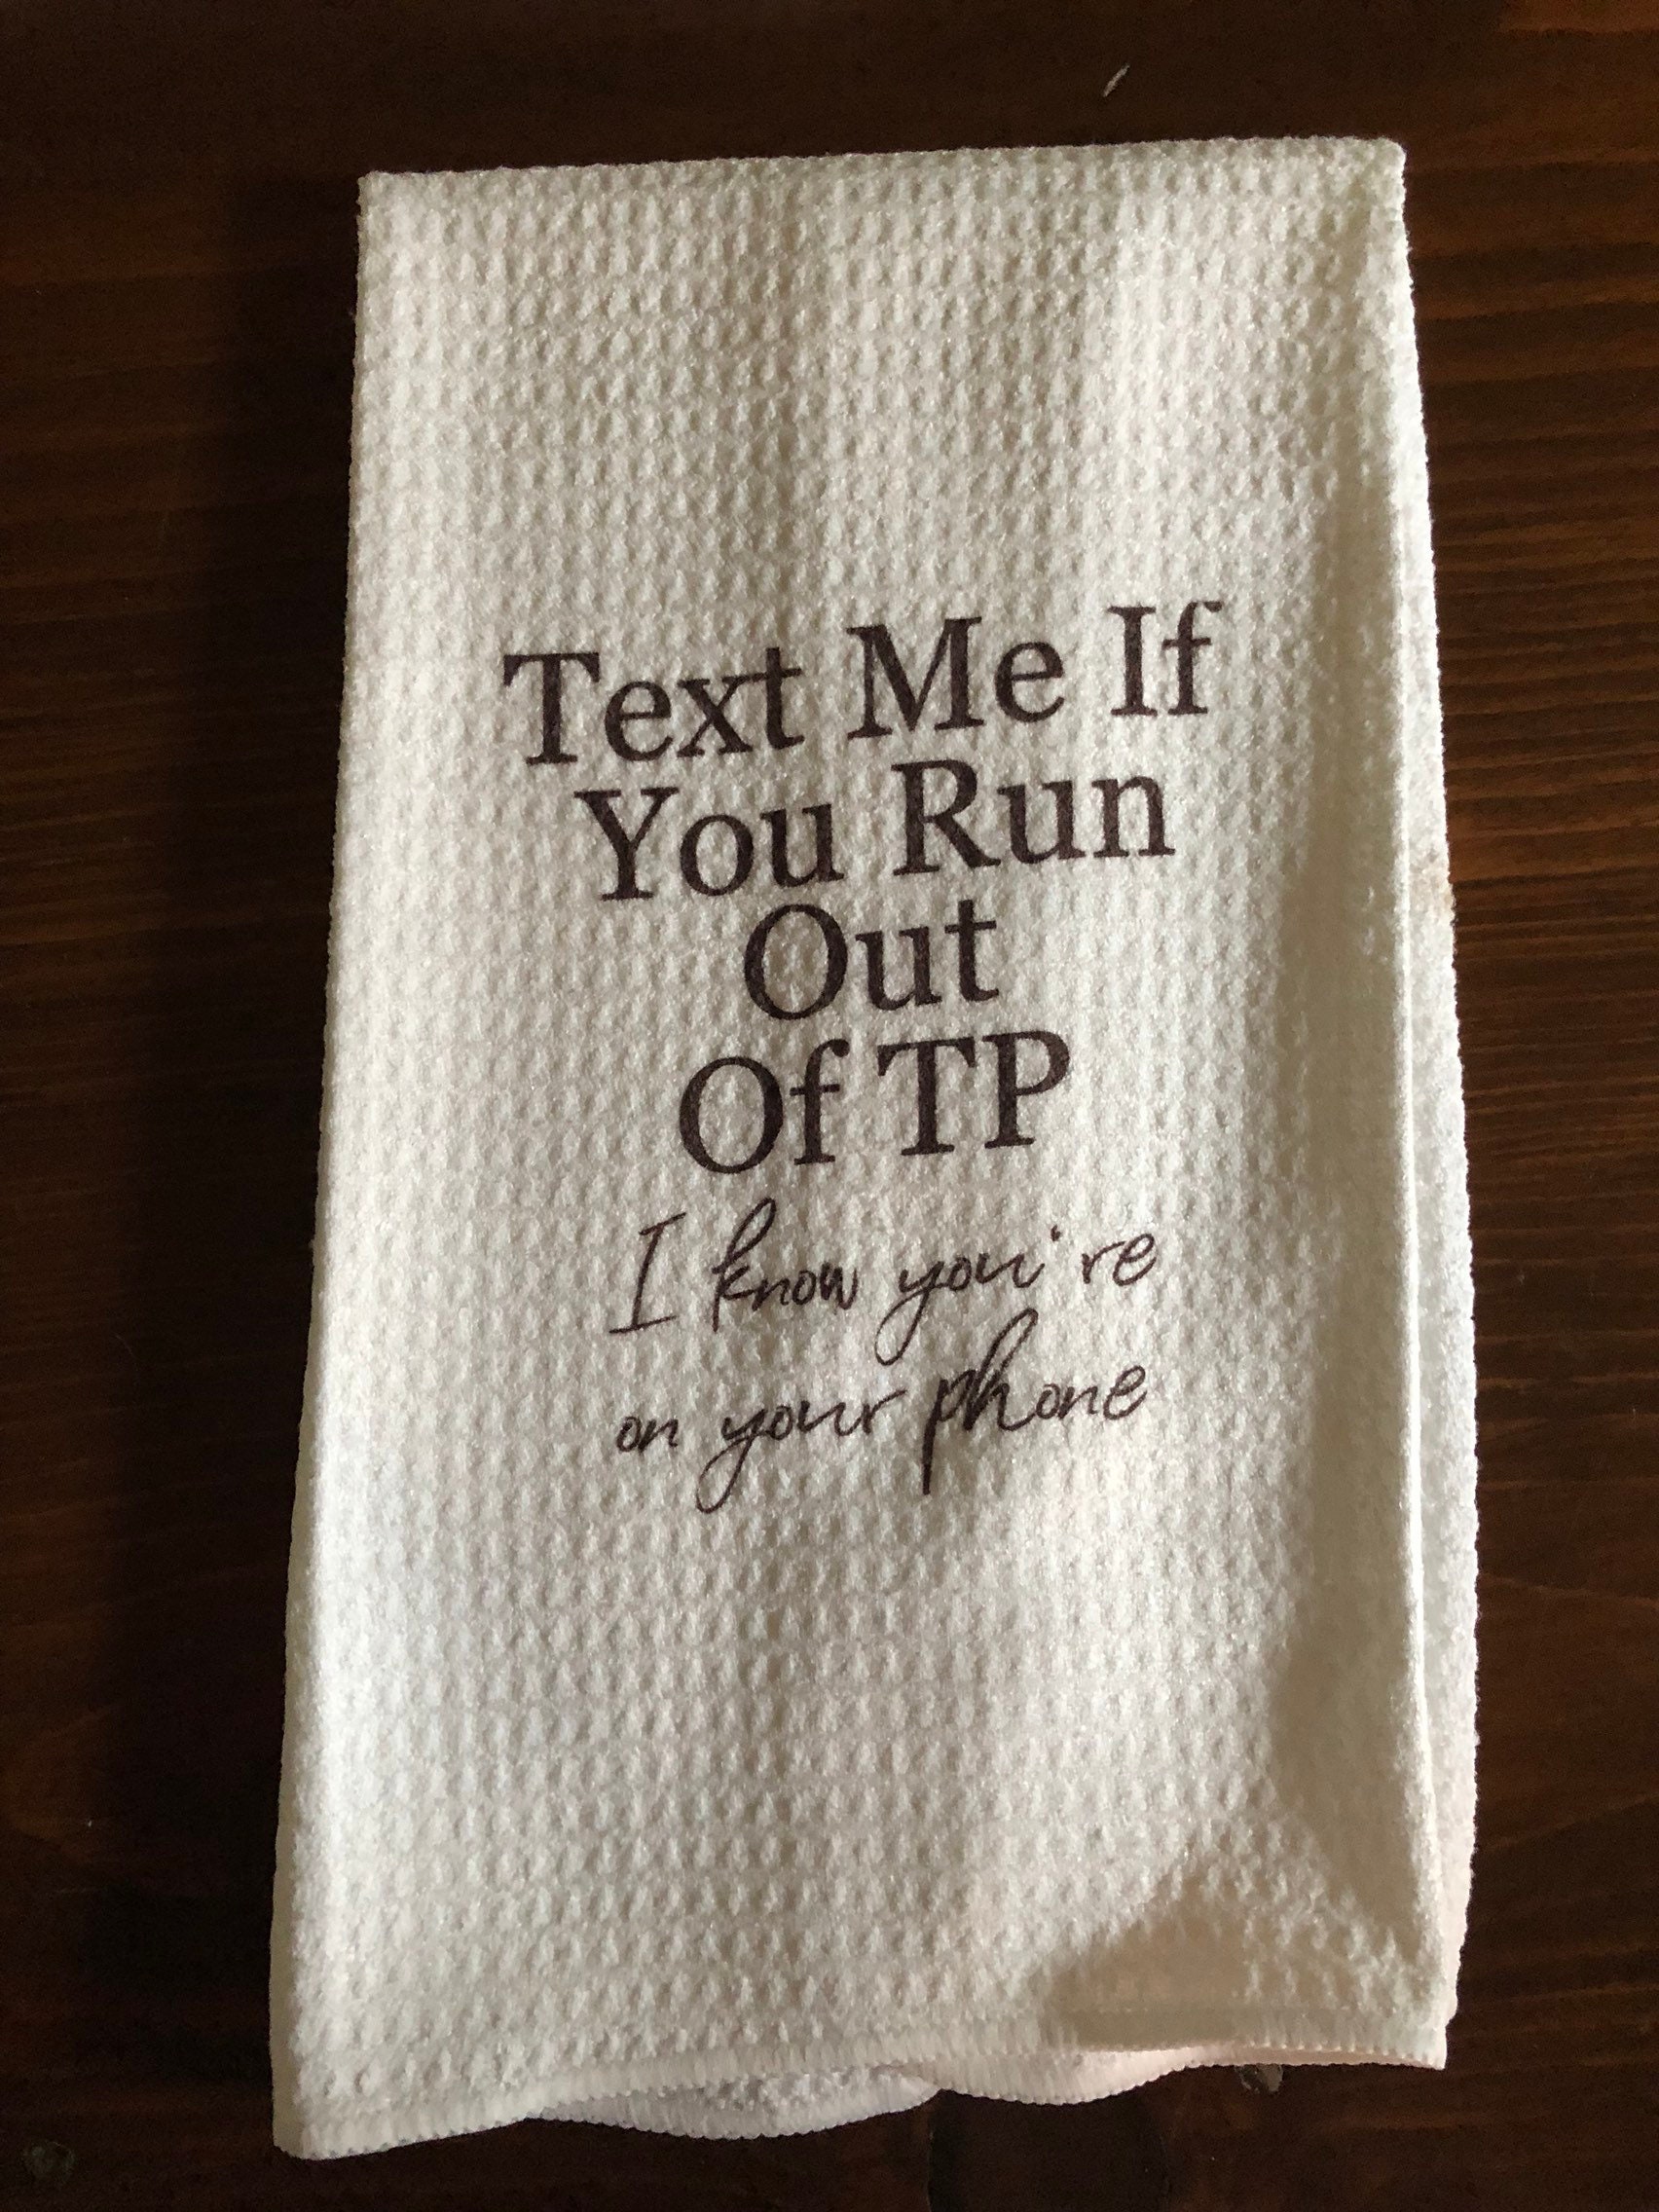 Text Me If
You Run
Out
Of TP
I know you're
on your phone